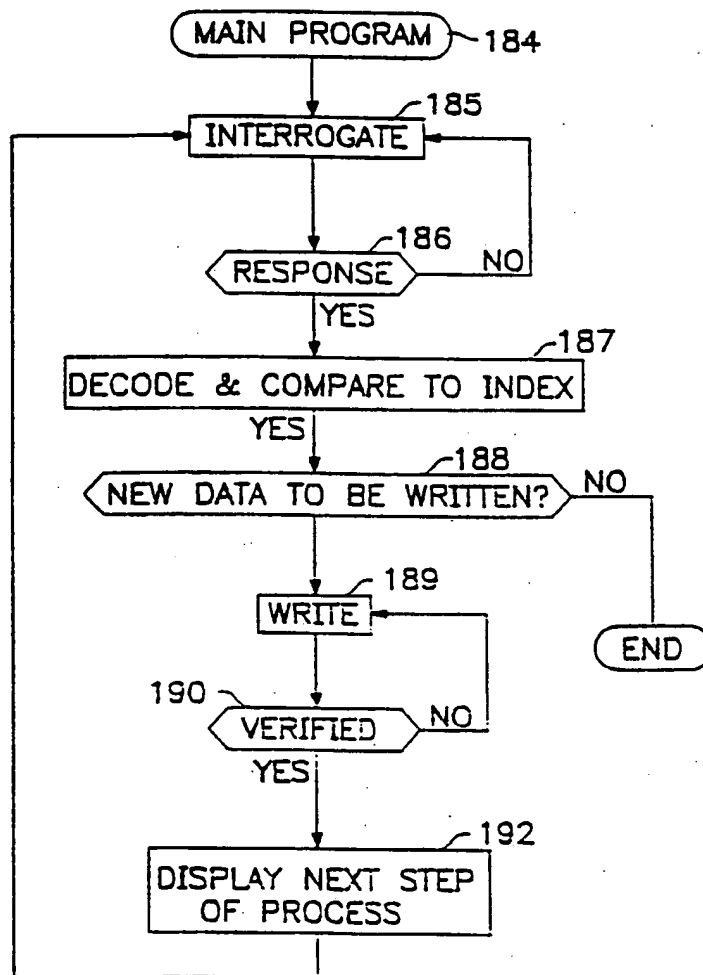 MAIN PROGRAM 184
185
INTERROGATE
186
RESPONSE NO
YES
187
DECODE & COMPARE TO INDEX
YES
188
NEW DATA TO BE WRITTEN? NO
189
WRITE
END
190
VERIFIED NO
YES
192
DISPLAY NEXT STEP
OF PROCESS